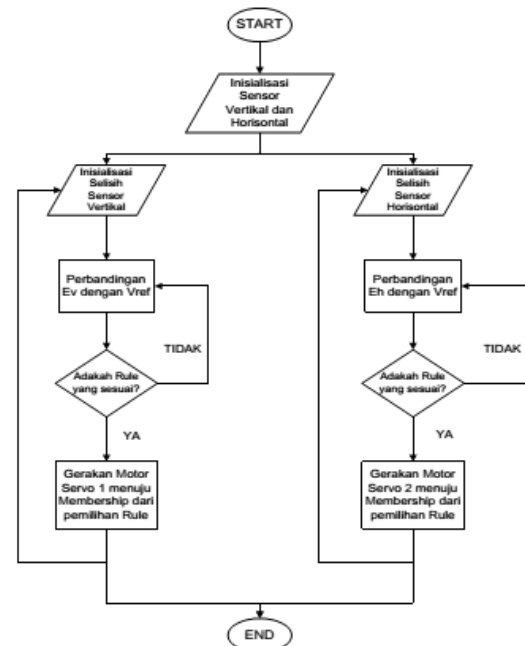 START
Inisialisasi
Sensor
Vertikal dan
Horisontal
Inisialisasi
Selisih
Sensor
Vertikal
Perbandingan
Ev dengan Vref
TIDAK
Adakah Rule
yang sesuai?
YA
Gerakan Motor
Servo 1 menuju
Membership dari
pemilihan Rule
Inisialisasi
Selisih
Sensor
Horisontal
Perbandingan
Eh dengan Vref
TIDAK
Adakah Rule
yang sesuai?
YA
Gerakan Motor
Servo 2 menuju
Membership dari
pemilihan Rule
END